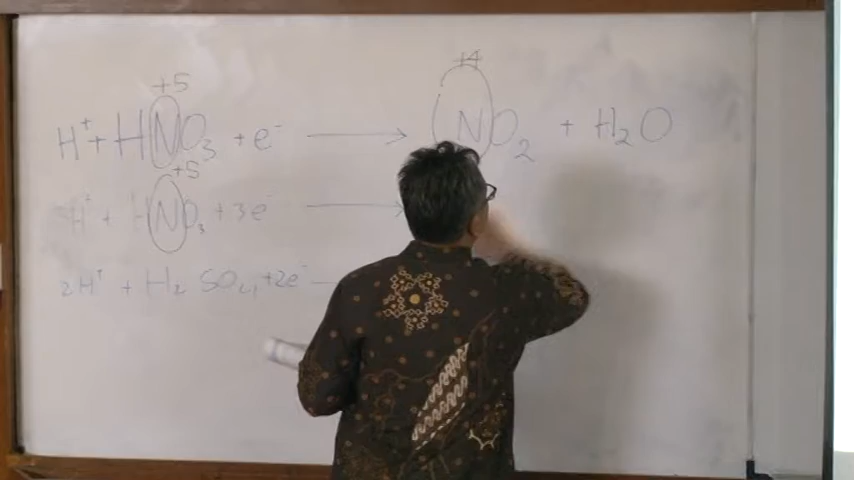 +5 +4
H⁺ + HNO₃ + e⁻ → NO₂ + H₂O
+5
3H⁺ + HNO₃ + 3e⁻ →
2H⁺ + H₂SO₄ + 2e⁻